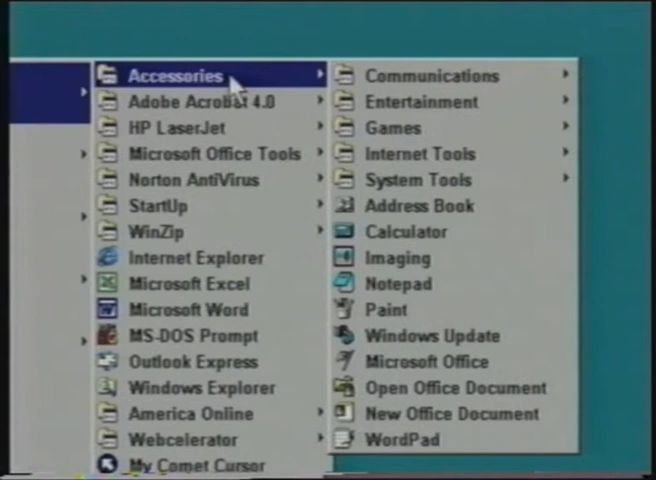 Accessories
Adobe Acrobat 4.0
HP LaserJet
Microsoft Office Tools
Norton AntiVirus
StartUp
WinZip
Internet Explorer
Microsoft Excel
Microsoft Word
MS-DOS Prompt
Outlook Express
Windows Explorer
America Online
Webcelerator
My Comet Cursor
Communications
Entertainment
Games
Internet Tools
System Tools
Address Book
Calculator
Imaging
Notepad
Paint
Windows Update
Microsoft Office
Open Office Document
New Office Document
WordPad